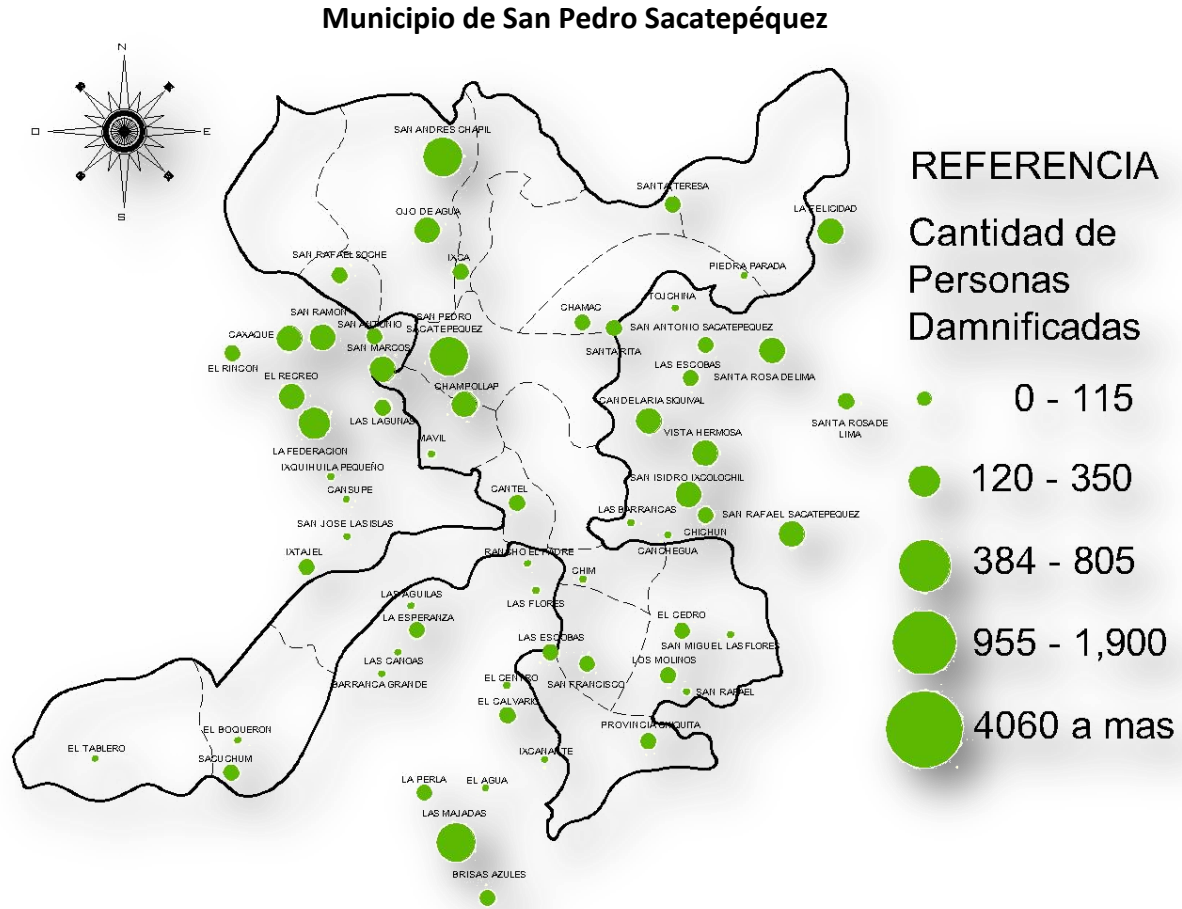 Municipio de San Pedro Sacatepéquez
N
O
E
S
SAN ANDRES CHAPIL
OJO DE AGUA
SAN RAFAEL SOCHE
IXCA
SANTA TERESA
LA FELICIDAD
PIEDRA PARADA
TOJCHINA
CHAMAC
SAN RAMON
SAN ANTONIO
SAN PEDRO
SACATEPEQUEZ
CAXAQUE
SAN MARCOS
EL RINCON
SANTA RITA
SAN ANTONIO SACATEPEQUEZ
LAS ESCOBAS
SANTA ROSA DE LIMA
EL RECREO
CHAMPOLLAP
LAS LAGUNAS
CANDELARIA SIQUIVAL
SANTA ROSA DE
LIMA
VISTA HERMOSA
LA FEDERACION
MAVIL
IXQUIHUILA PEQUEÑO
CANSUPE
SAN ISIDRO IXCOLOCHIL
CANTEL
LAS BARRANCAS
SAN RAFAEL SACATEPEQUEZ
CHICHUN
SAN JOSE LAS ISLAS
CANCHEGUA
IXTAJEL
RANCHO EL PADRE
CHIM
LAS FLORES
LAS AGUILAS
LA ESPERANZA
EL CEDRO
LAS ESCOBAS
SAN MIGUEL LAS FLORES
LAS CANOAS
LOS MOLINOS
BARRANCA GRANDE
EL CENTRO
SAN FRANCISCO
SAN RAFAEL
EL CALVARIO
PROVINCIA CHIQUITA
EL BOQUERON
EL TABLERO
SACUCHUM
IXCANANTE
LA PERLA
EL AGUA
LAS MAJADAS
BRISAS AZULES
REFERENCIA
Cantidad de
Personas
Damnificadas
0 - 115
120 - 350
384 - 805
955 - 1,900
4060 a mas